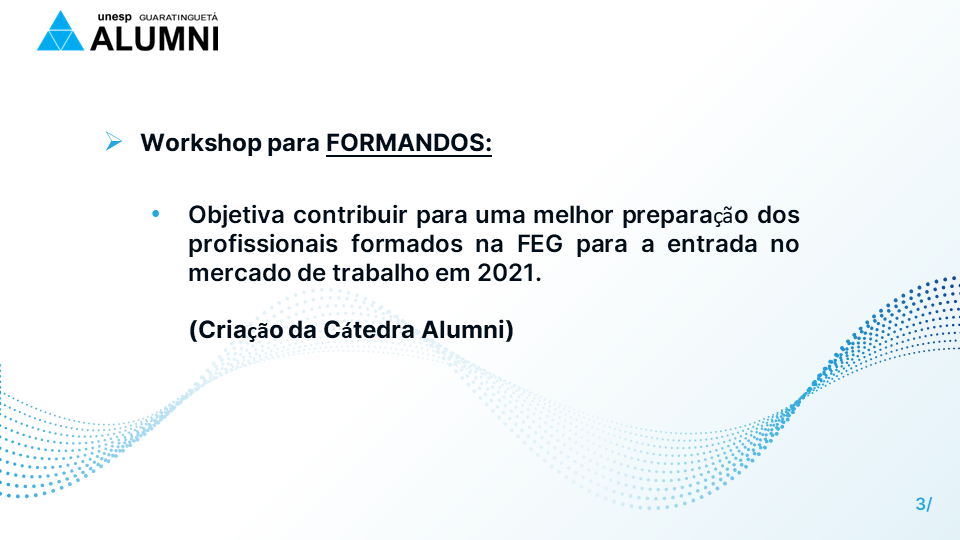 unesp GUARATINGUETÁ
ALUMNI
Workshop para FORMANDOS:
Objetiva contribuir para uma melhor preparação dos
profissionais formados na FEG para a entrada no
mercado de trabalho em 2021.
(Criação da Cátedra Alumni)
3/